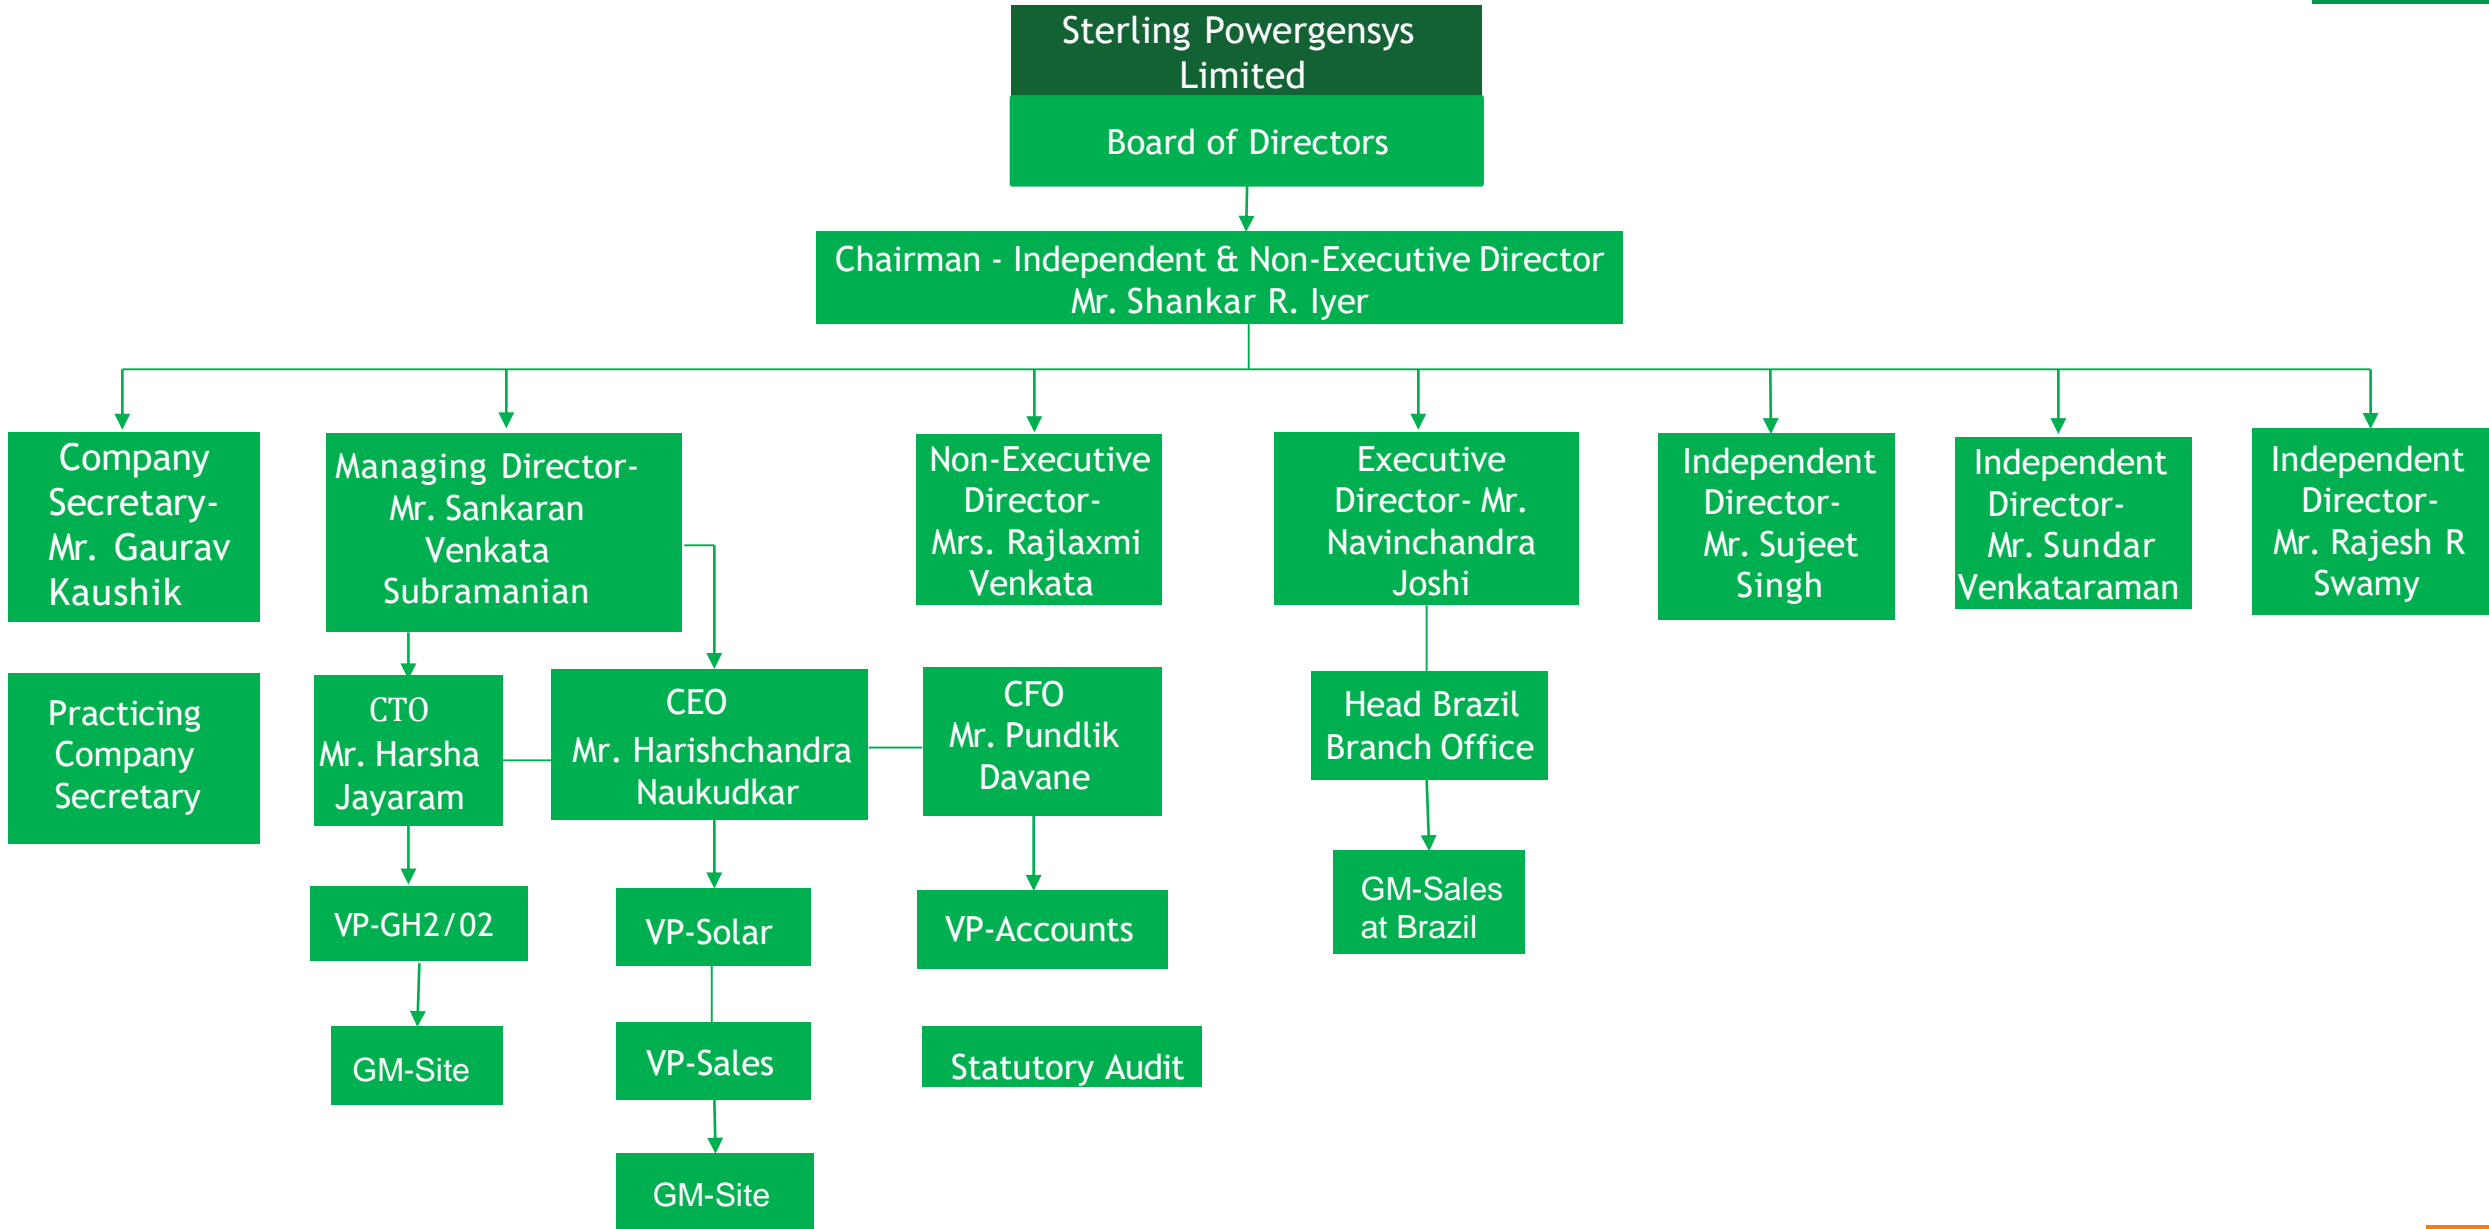 Sterling Powergensys
Limited
Board of Directors
Chairman - Independent & Non-Executive Director
Mr. Shankar R. Iyer
Company
Secretary-
Mr. Gaurav
Kaushik
Managing Director-
Mr. Sankaran
Venkata
Subramanian
Non-Executive
Director-
Mrs. Rajlaxmi
Venkata
Executive
Director- Mr.
Navinchandra
Joshi
Independent
Director-
Mr. Sujeet
Singh
Independent
Director-
Mr. Sundar
Venkataraman
Independent
Director-
Mr. Rajesh R
Swamy
Practicing
Company
Secretary
CTO
Mr. Harsha
Jayaram
CEO
Mr. Harishchandra
Naukudkar
CFO
Mr. Pundlik
Davane
Head Brazil
Branch Office
VP-GH2/02
VP-Solar
VP-Accounts
GM-Sales
at Brazil
GM-Site
VP-Sales
Statutory Audit
GM-Site